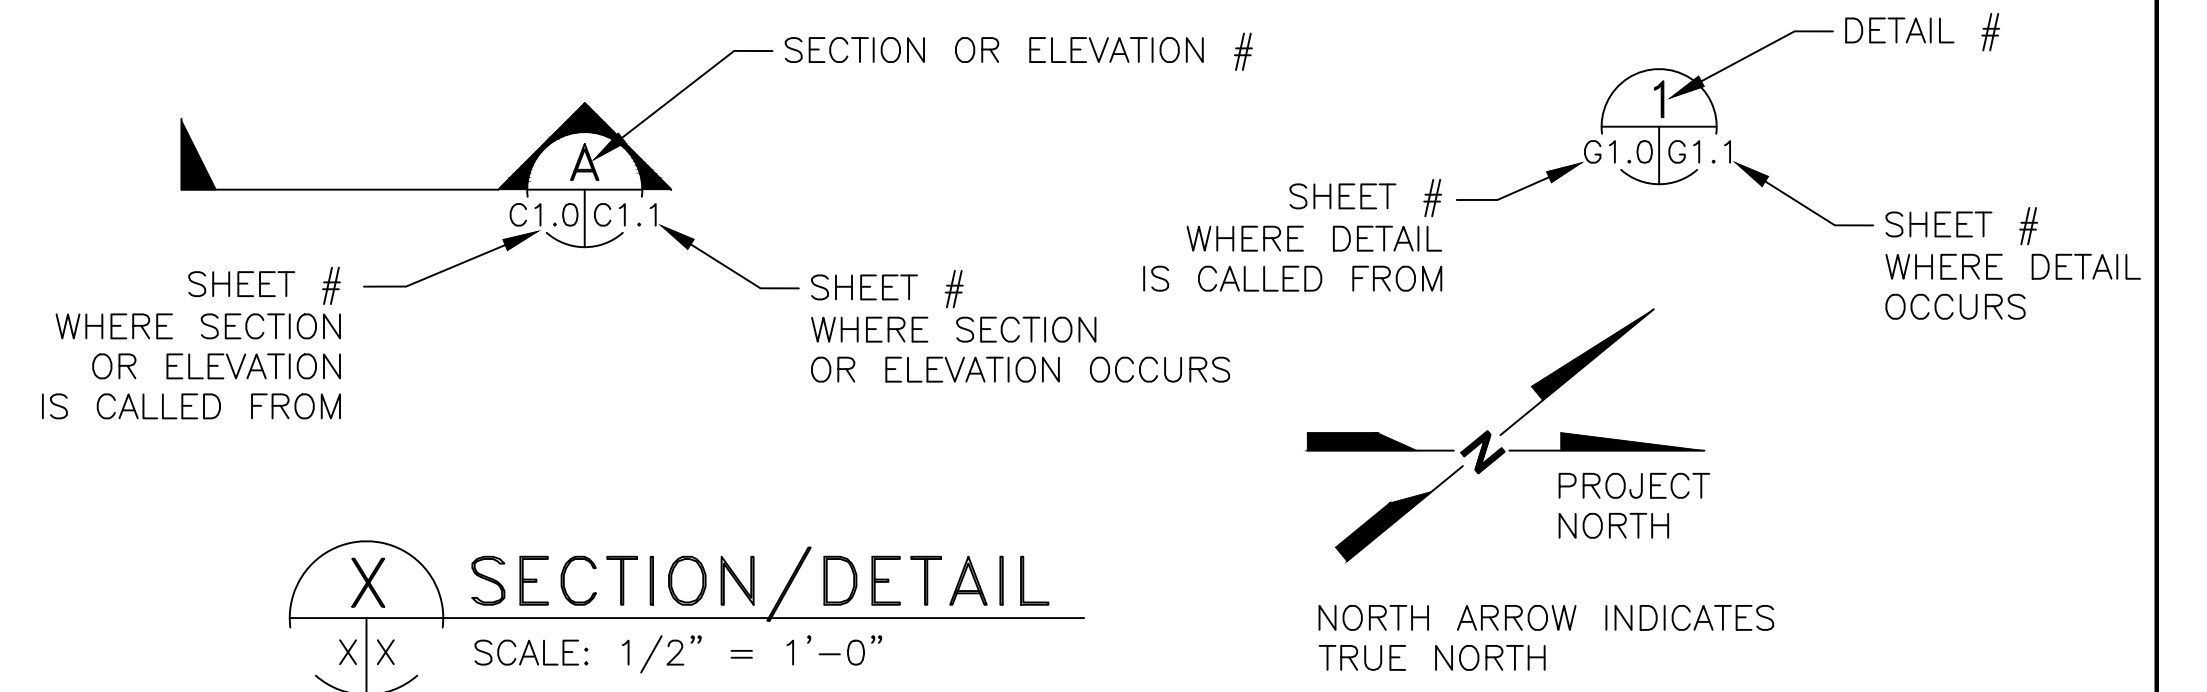 SECTION OR ELEVATION #
A
C1.0 C1.1
SHEET #
WHERE SECTION
OR ELEVATION
IS CALLED FROM
SHEET #
WHERE SECTION
OR ELEVATION OCCURS
DETAIL #
1
G1.0 G1.1
SHEET #
WHERE DETAIL
IS CALLED FROM
SHEET #
WHERE DETAIL
OCCURS
N
PROJECT
NORTH
NORTH ARROW INDICATES
TRUE NORTH
X
SECTION/DETAIL
X X
SCALE: 1/2" = 1'-0"